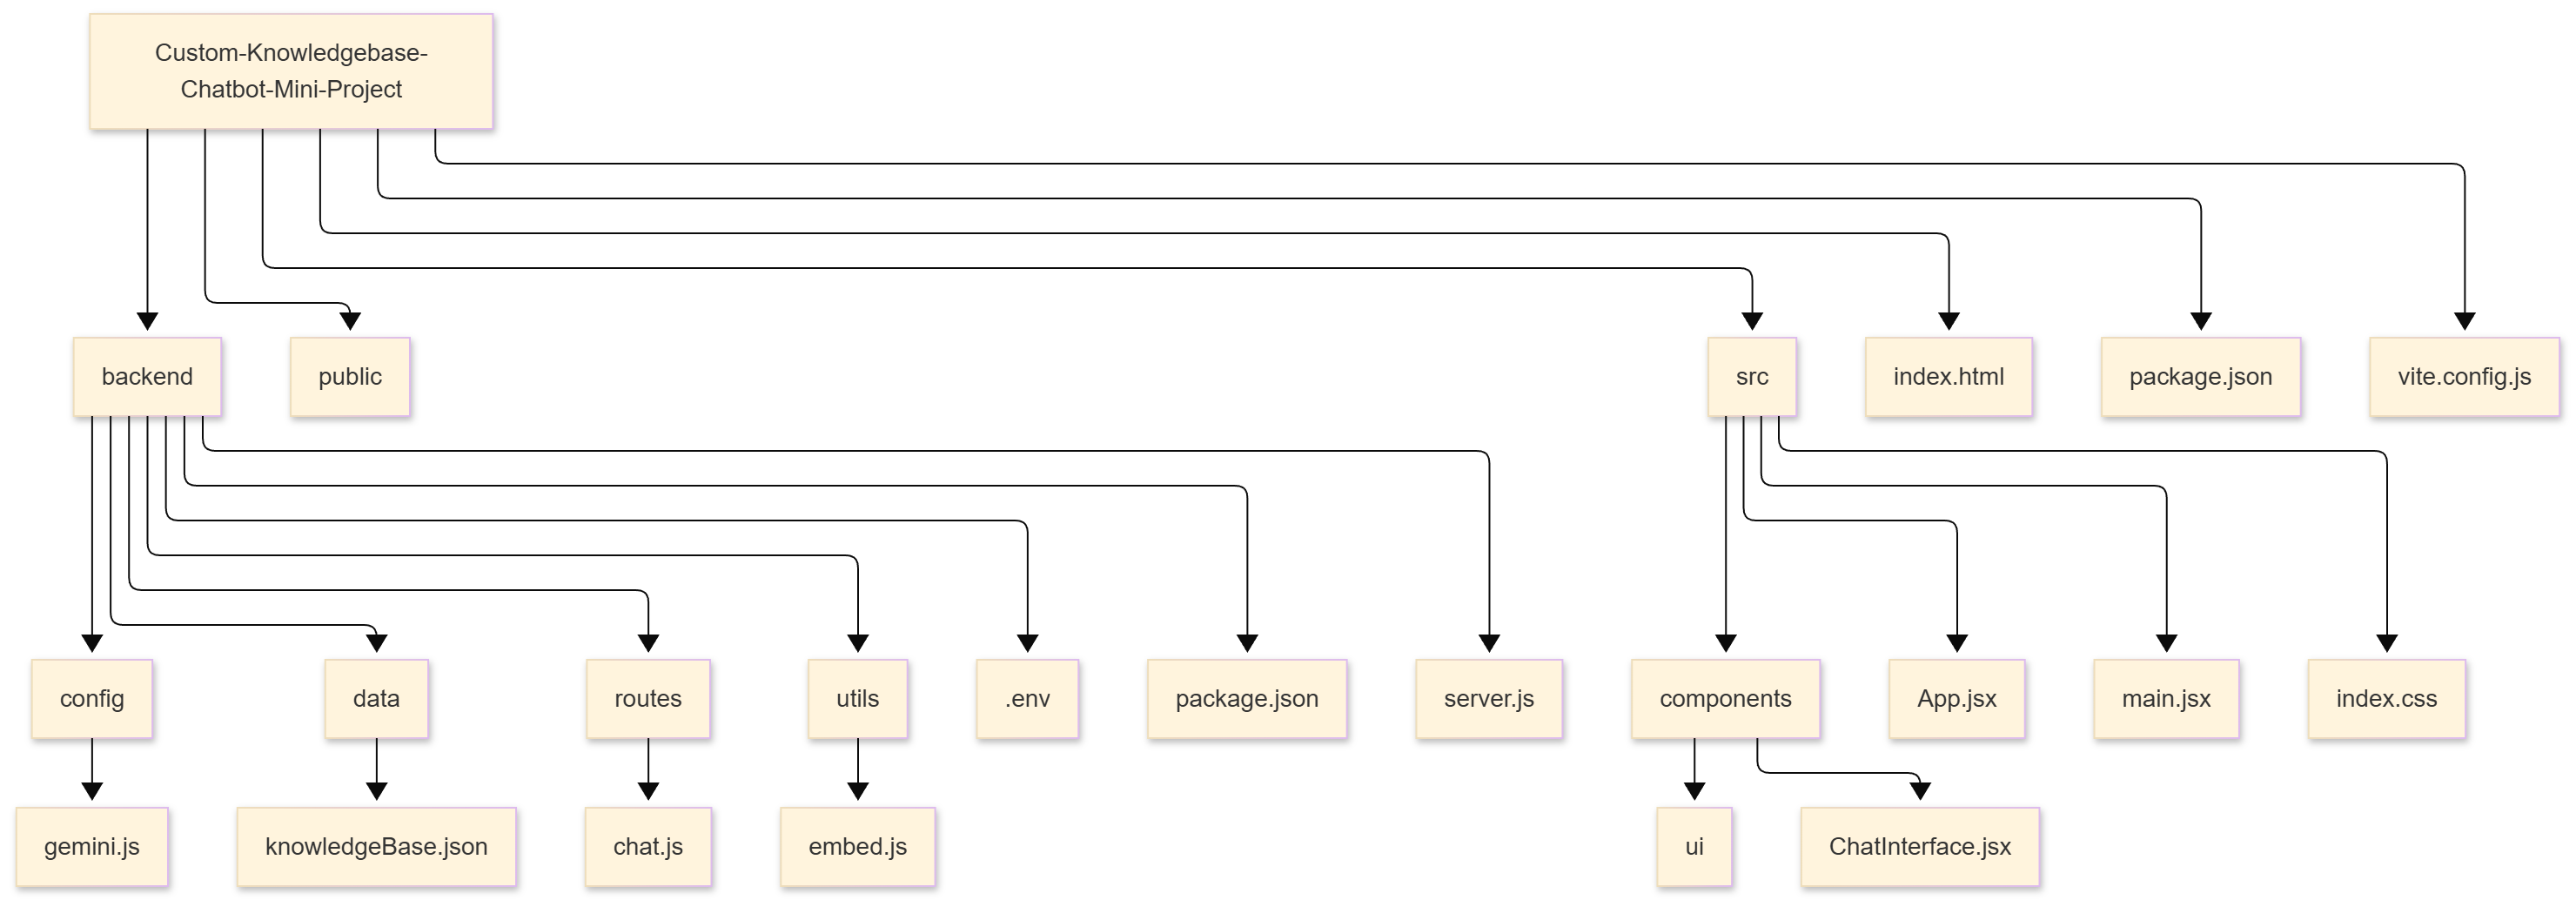 Custom-Knowledgebase-
Chatbot-Mini-Project
backend
public
src
index.html
package.json
vite.config.js
config
data
routes
utils
.env
package.json
server.js
components
App.jsx
main.jsx
index.css
gemini.js
knowledgeBase.json
chat.js
embed.js
ui
ChatInterface.jsx